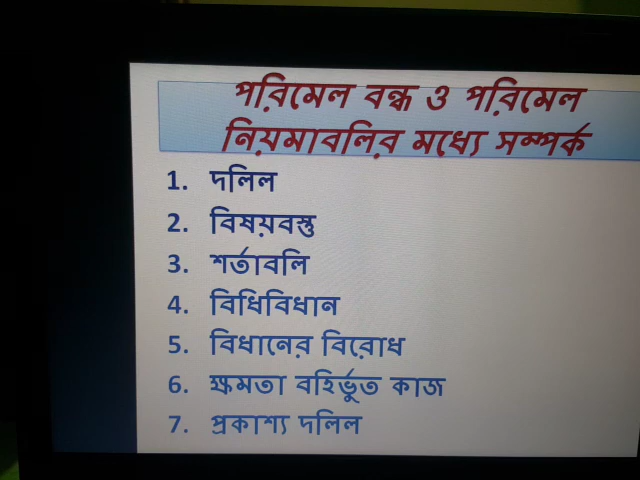 পরিমেল বন্ধ ও পরিমেল
নিয়মাবলির মধ্যে সম্পর্ক
1. দলিল
2. বিষয়বস্তু
3. শর্তাবলি
4. বিধিবিধান
5. বিধানের বিরোধ
6. ক্ষমতা বহির্ভুত কাজ
7. প্রকাশ্য দলিল